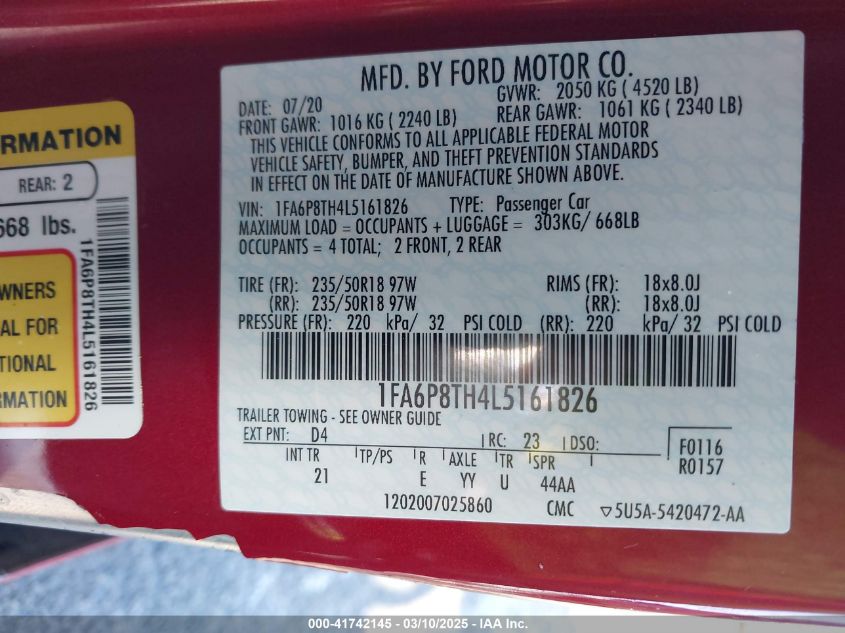 MFD. BY FORD MOTOR CO.
DATE: 07/20 GVWR: 2050 KG ( 4520 LB)
FRONT GAWR: 1016 KG ( 2240 LB) REAR GAWR: 1061 KG ( 2340 LB)
THIS VEHICLE CONFORMS TO ALL APPLICABLE FEDERAL MOTOR
VEHICLE SAFETY, BUMPER, AND THEFT PREVENTION STANDARDS
IN EFFECT ON THE DATE OF MANUFACTURE SHOWN ABOVE.
VIN: 1FA6P8TH4L5161826 TYPE: Passenger Car
MAXIMUM LOAD = OCCUPANTS + LUGGAGE = 303KG/ 668LB
OCCUPANTS = 4 TOTAL; 2 FRONT, 2 REAR
TIRE (FR): 235/50R18 97W RIMS (FR): 18x8.0J
(RR): 235/50R18 97W (RR): 18x8.0J
PRESSURE (FR): 220 kPa/ 32 PSI COLD (RR): 220 kPa/ 32 PSI COLD
1FA6P8TH4L5161826
TRAILER TOWING - SEE OWNER GUIDE
EXT PNT: D4 RC: 23 DSO: F0116
R0157
INT TR TP/PS R AXLE TR SPR
21 E YY U 44AA
1202007025860 CMC ▽5U5A-5420472-AA
RMATION
REAR: 2
668 lbs.
WNERS
AL FOR
TIONAL
RMATION
1FA6P8TH4L5161826
000-41742145 - 03/10/2025 - IAA Inc.